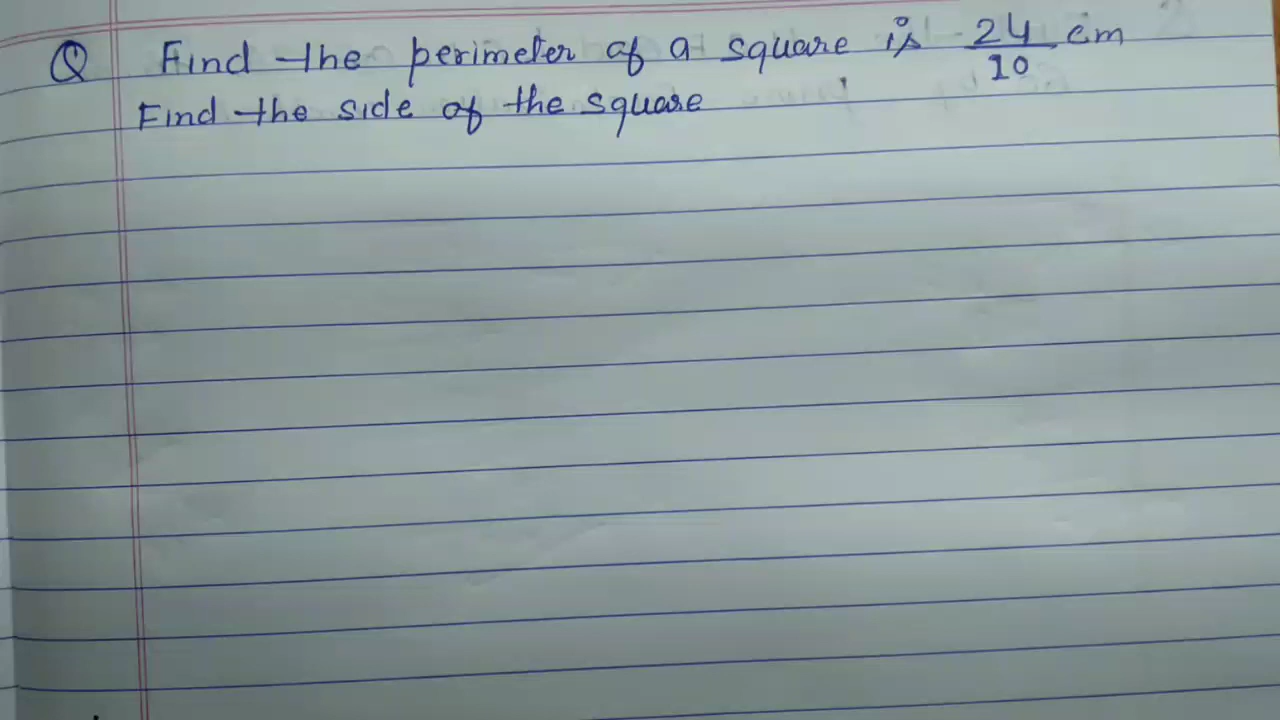 Q Find the perimeter of a square is 24/10 cm
Find the side of the square